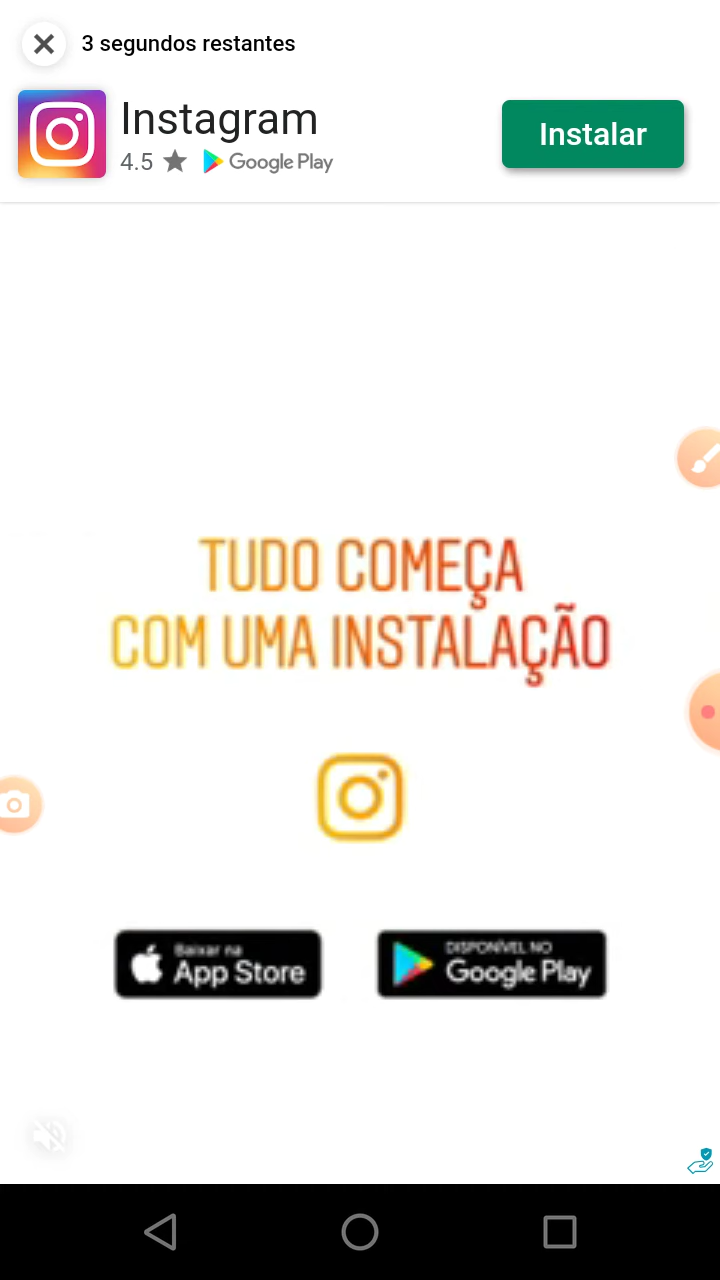 3 segundos restantes
Instagram
4.5
Google Play
Instalar
TUDO COMEÇA
COM UMA INSTALAÇÃO
Baixar na
App Store
DISPONÍVEL NO
Google Play